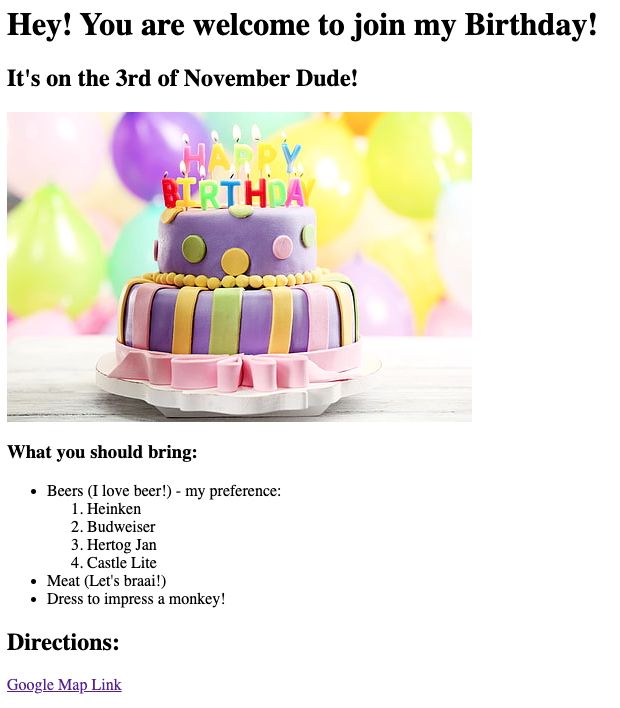 Hey! You are welcome to join my Birthday!
It's on the 3rd of November Dude!
HAPPY
BIRTHDAY
What you should bring:
• Beers (I love beer!) - my preference:
1. Heinken
2. Budweiser
3. Hertog Jan
4. Castle Lite
• Meat (Let's braai!)
• Dress to impress a monkey!
Directions:
Google Map Link